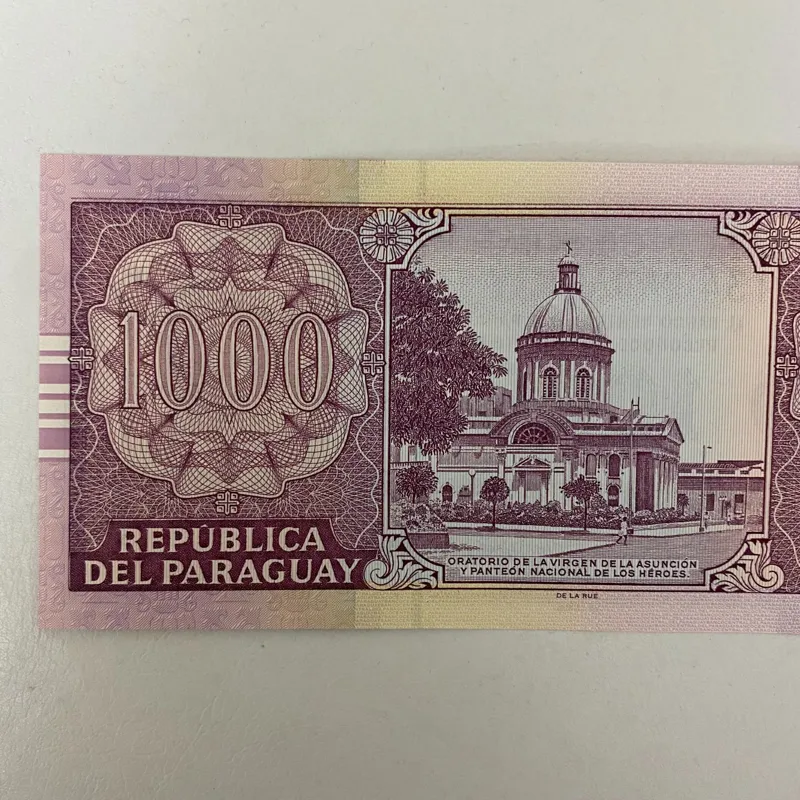 1000
REPÚBLICA
DEL PARAGUAY
ORATORIO DE LA VIRGEN DE LA ASUNCIÓN
Y PANTEÓN NACIONAL DE LOS HÉROES.
DE LA RUE